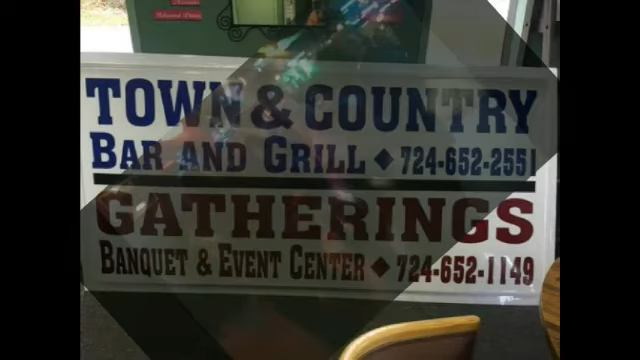 TOWN & COUNTRY
BAR AND GRILL ◆ 724-652-2551
GATHERINGS
BANQUET & EVENT CENTER ◆ 724-652-1149